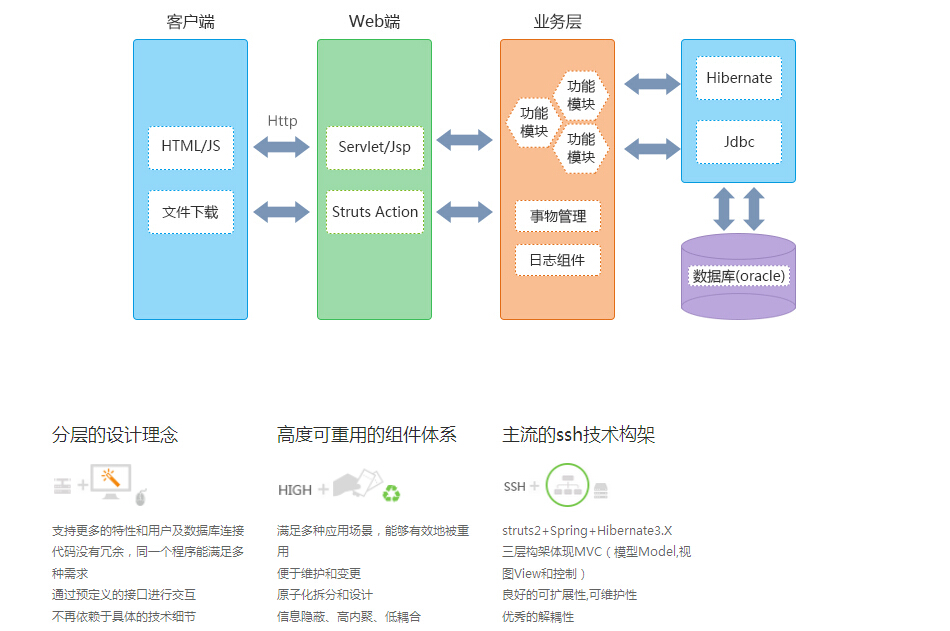 客户端
Web端
业务层
Http
HTML/JS
文件下载
Servlet/Jsp
Struts Action
功能
模块
功能
模块
功能
模块
事物管理
日志组件
Hibernate
Jdbc
数据库(oracle)
分层的设计理念
支持更多的特性和用户及数据库连接
代码没有冗余，同一个程序能满足多
种需求
通过预定义的接口进行交互
不再依赖于具体的技术细节
高度可重用的组件体系
HIGH +
满足多种应用场景，能够有效地被重
用
便于维护和变更
原子化拆分和设计
信息隐蔽、高内聚、低耦合
主流的ssh技术构架
SSH +
struts2+Spring+Hibernate3.X
三层构架体现MVC（模型Model,视
图View和控制）
良好的可扩展性,可维护性
优秀的解耦性